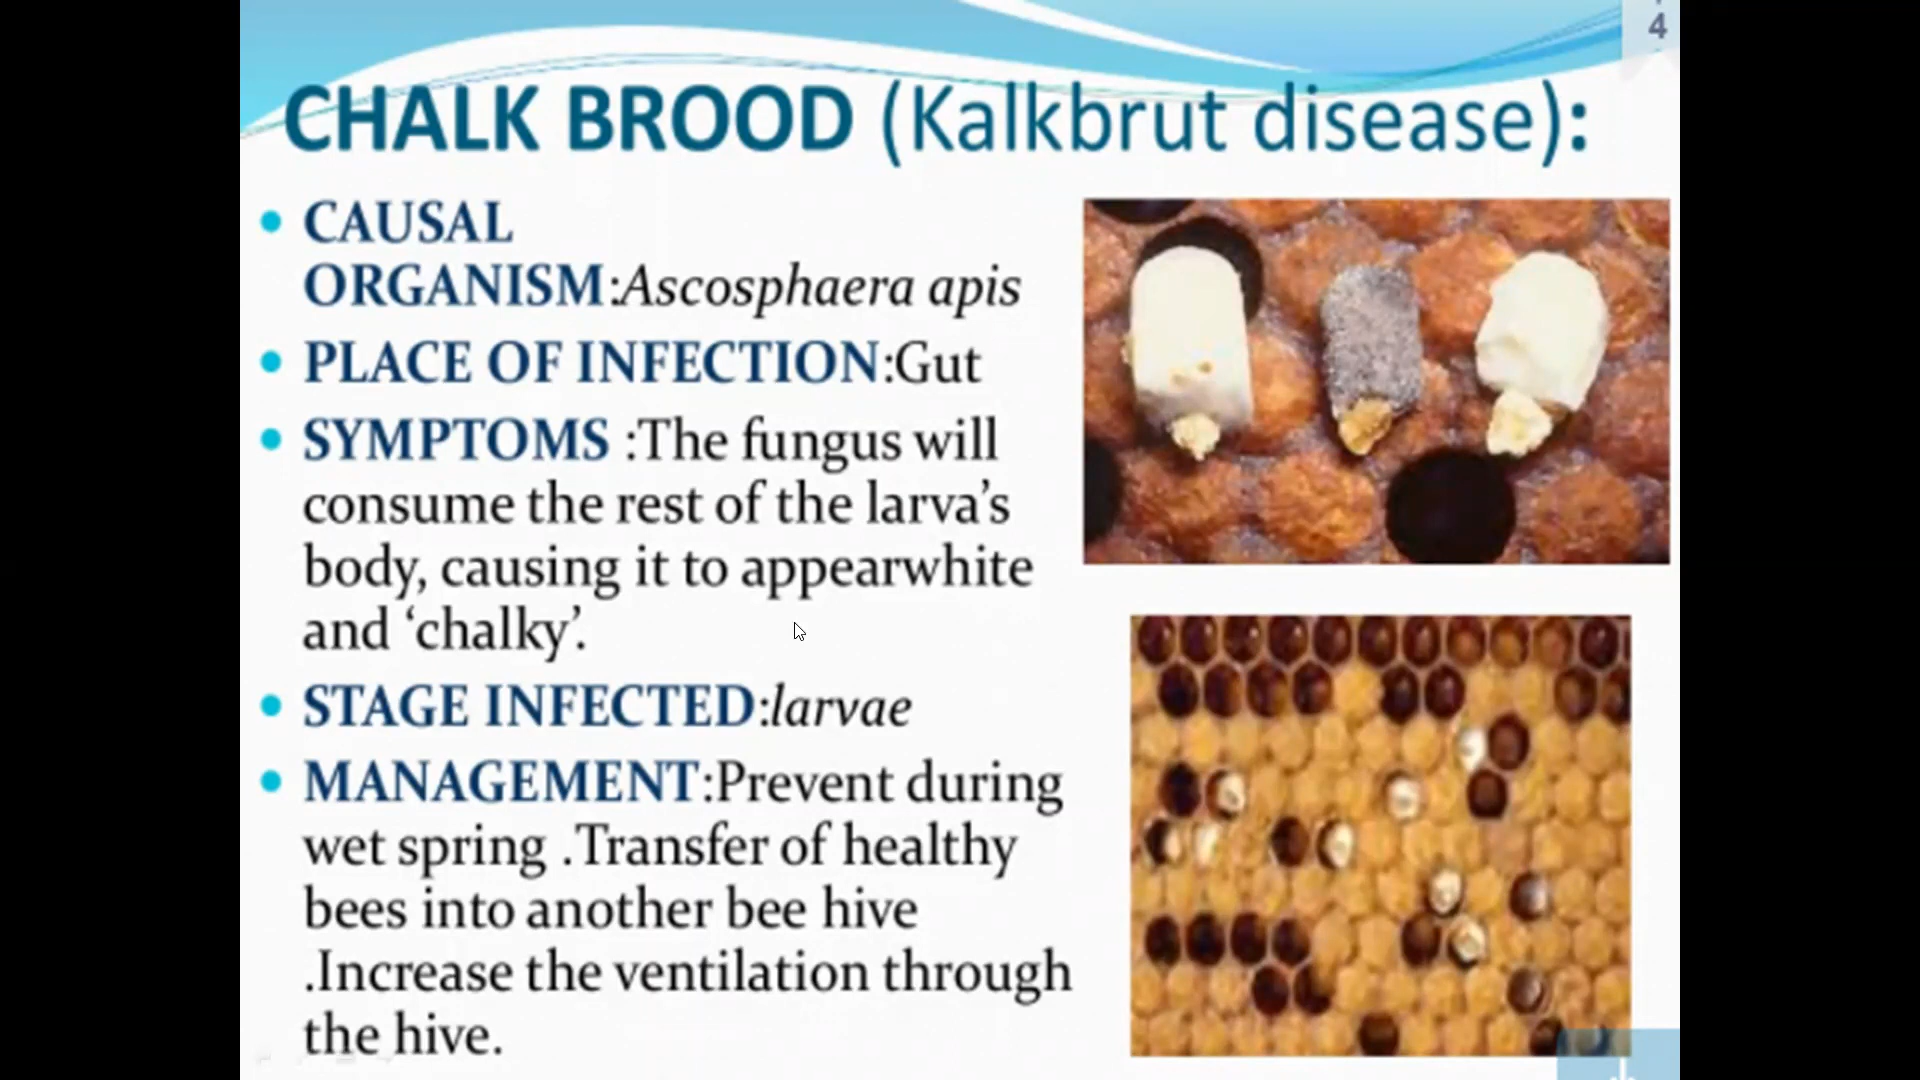 4
CHALK BROOD (Kalkbrut disease):
• CAUSAL
ORGANISM:Ascosphaera apis
• PLACE OF INFECTION:Gut
• SYMPTOMS :The fungus will
consume the rest of the larva’s
body, causing it to appearwhite
and ‘chalky’.
• STAGE INFECTED:larvae
• MANAGEMENT:Prevent during
wet spring .Transfer of healthy
bees into another bee hive
.Increase the ventilation through
the hive.